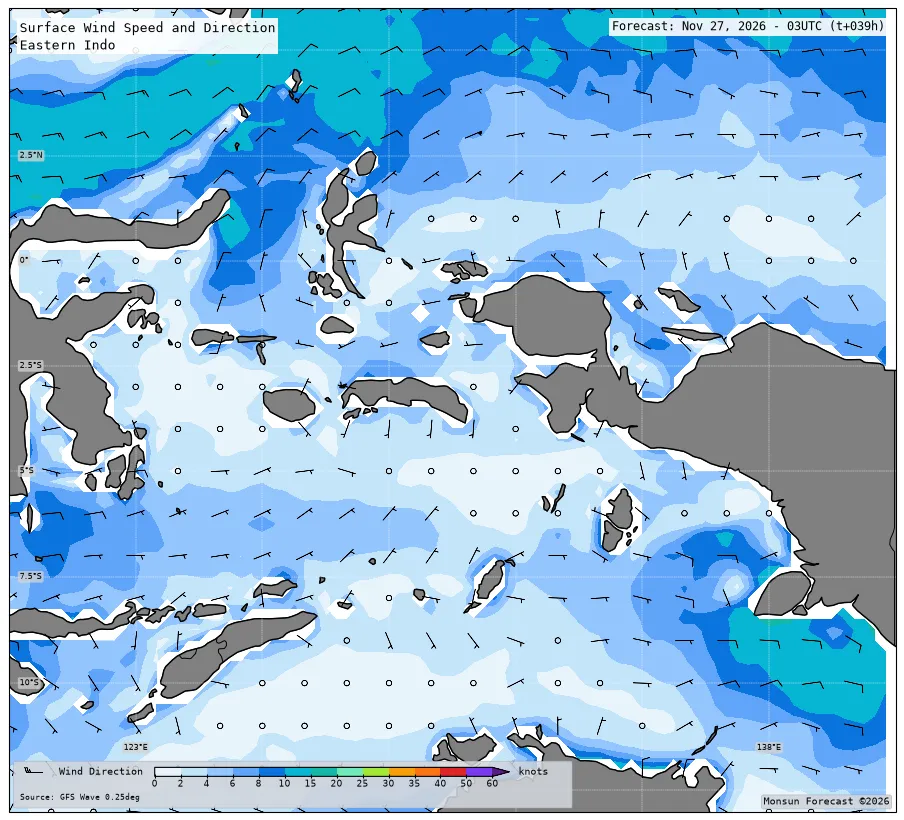 Surface Wind Speed and Direction
Eastern Indo
Forecast: Nov 27, 2026 - 03UTC (t+039h)
2.5°N
0°
2.5°S
5°S
7.5°S
10°S
123°E
138°E
Wind Direction
knots
0 2 4 6 8 10 15 20 25 30 35 40 50 60
Source: GFS Wave 0.25deg
Monsun Forecast ©2026